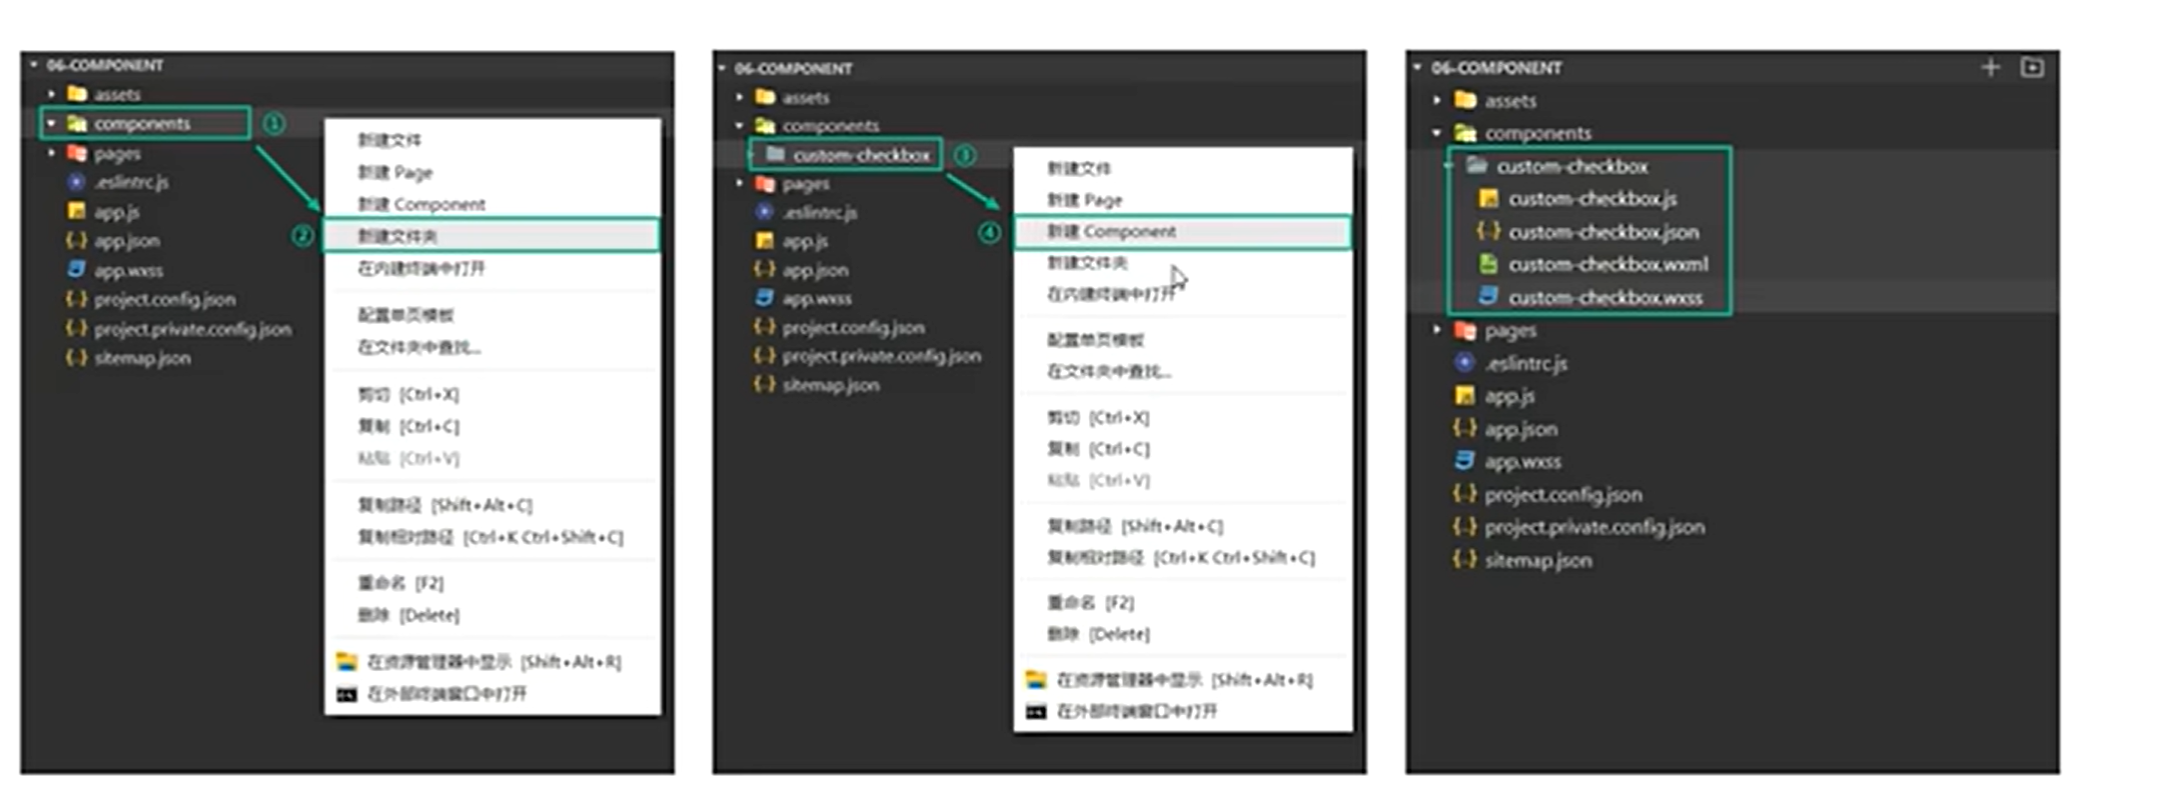 06-COMPONENT
assets
components ①
pages
.eslintrc.js
app.js
app.json
app.wxss
project.config.json
project.private.config.json
sitemap.json
新建文件
新建 Page
新建 Component
② 新建文件夹
在内建终端中打开
配置单页模板
在文件夹中查找...
剪切 [Ctrl+X]
复制 [Ctrl+C]
粘贴 [Ctrl+V]
复制路径 [Shift+Alt+C]
复制相对路径 [Ctrl+K Ctrl+Shift+C]
重命名 [F2]
删除 [Delete]
在资源管理器中显示 [Shift+Alt+R]
在外部终端窗口中打开
06-COMPONENT
assets
components
custom-checkbox ③
pages
.eslintrc.js
app.js
app.json
app.wxss
project.config.json
project.private.config.json
sitemap.json
新建文件
新建 Page
④ 新建 Component
新建文件夹
在内建终端中打开
配置单页模板
在文件夹中查找...
剪切 [Ctrl+X]
复制 [Ctrl+C]
粘贴 [Ctrl+V]
复制路径 [Shift+Alt+C]
复制相对路径 [Ctrl+K Ctrl+Shift+C]
重命名 [F2]
删除 [Delete]
在资源管理器中显示 [Shift+Alt+R]
在外部终端窗口中打开
06-COMPONENT
assets
components
custom-checkbox
custom-checkbox.js
custom-checkbox.json
custom-checkbox.wxml
custom-checkbox.wxss
pages
.eslintrc.js
app.js
app.json
app.wxss
project.config.json
project.private.config.json
sitemap.json